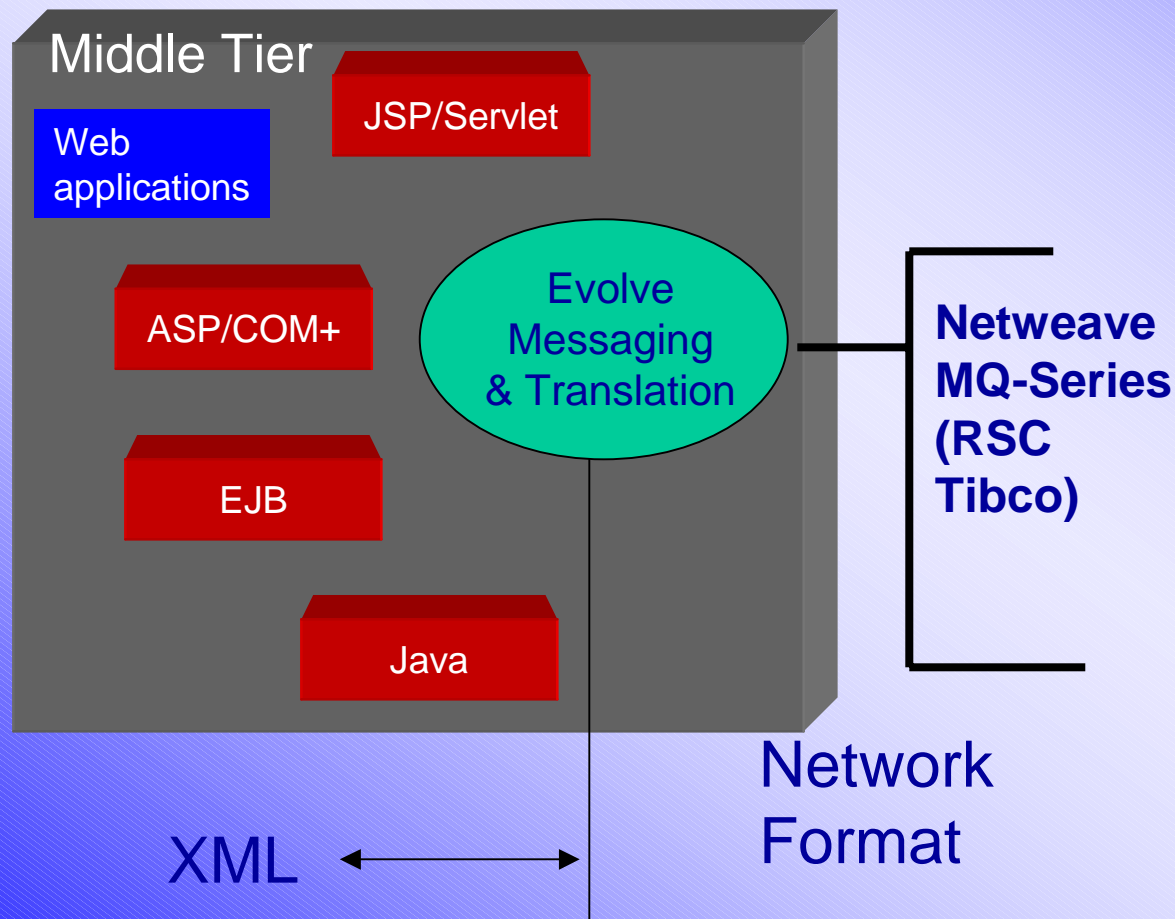 Middle Tier
JSP/Servlet
Web
applications
Evolve
Messaging
& Translation
ASP/COM+
Netweave
MQ-Series
(RSC
Tibco)
EJB
Java
Network
Format
XML